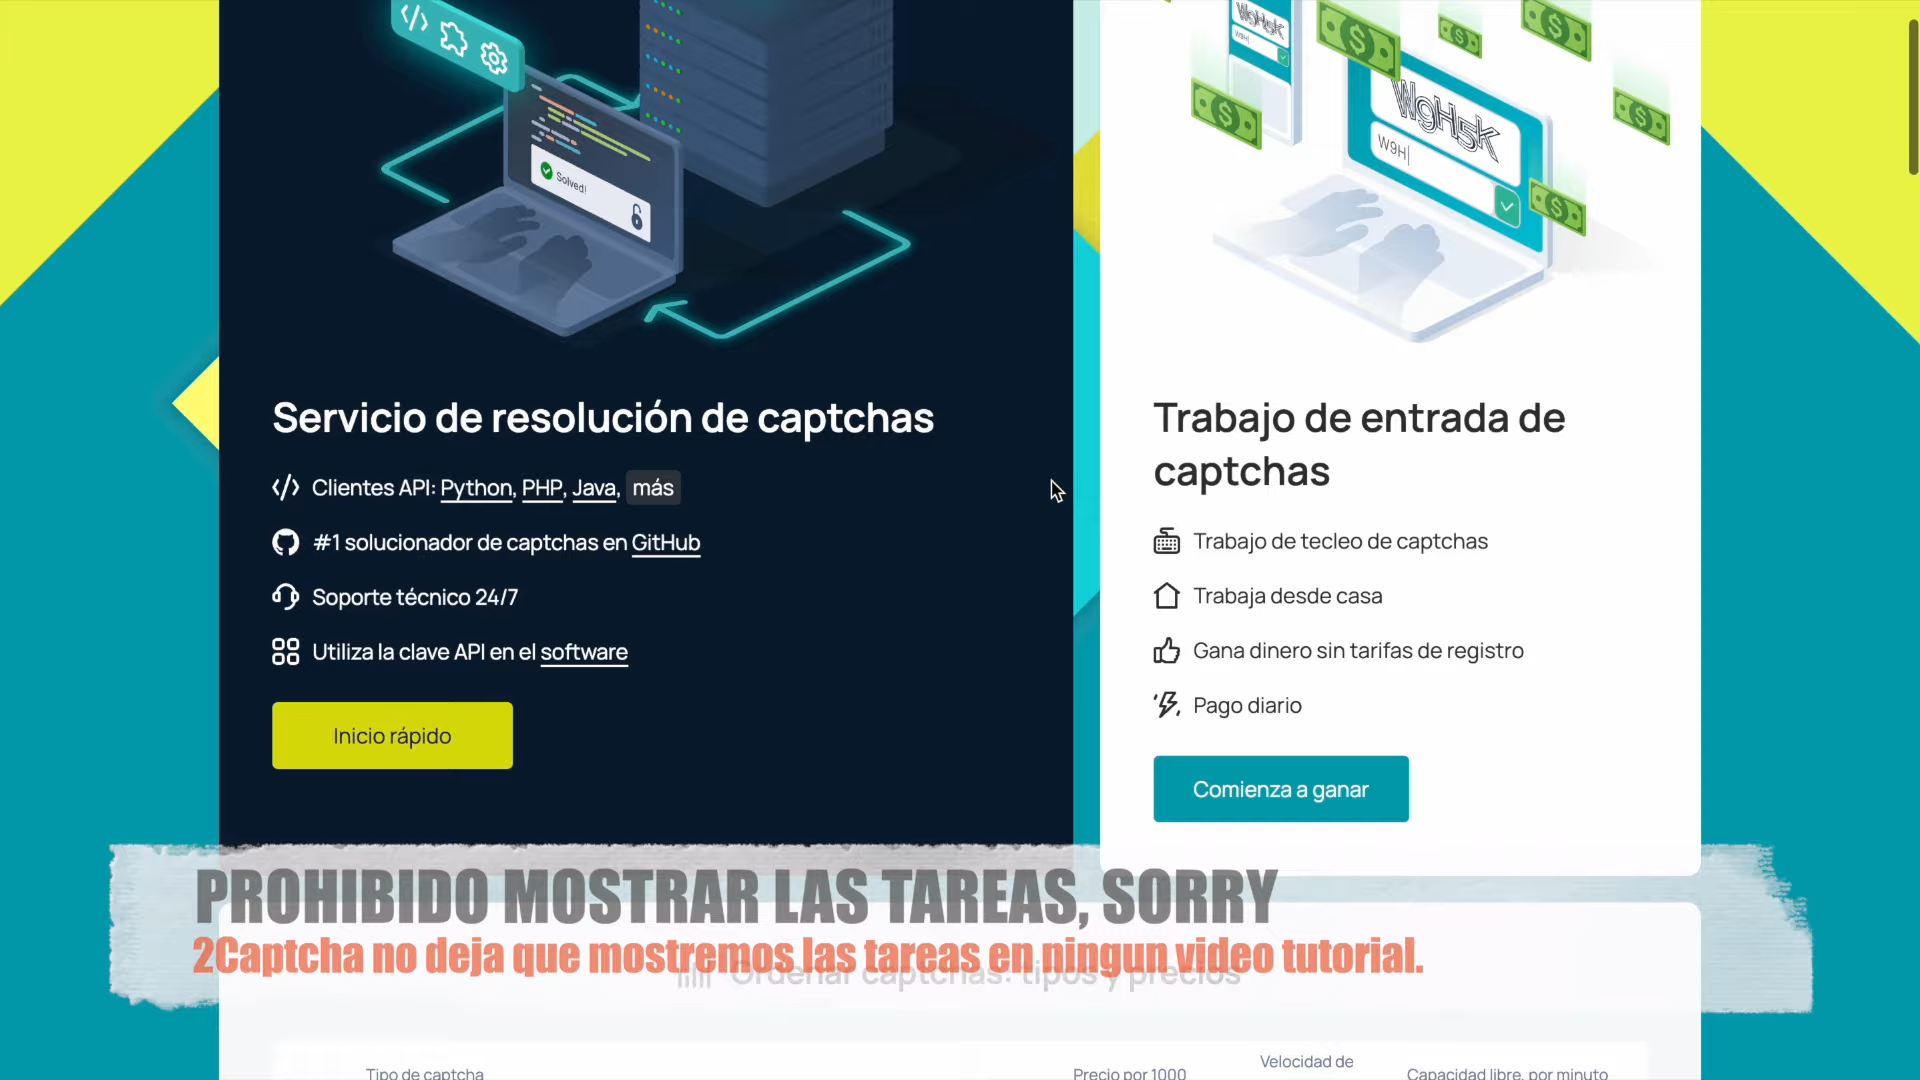 Solved!
W9H5K
W9H
W9H5K
W9H
Servicio de resolución de captchas
Clientes API: Python, PHP, Java, más
#1 solucionador de captchas en GitHub
Soporte técnico 24/7
Utiliza la clave API en el software
Inicio rápido
Trabajo de entrada de
captchas
Trabajo de tecleo de captchas
Trabaja desde casa
Gana dinero sin tarifas de registro
Pago diario
Comienza a ganar
PROHIBIDO MOSTRAR LAS TAREAS, SORRY
2Captcha no deja que mostremos las tareas en ningun video tutorial.
Ordenar captchas: tipos y precios
Tipo de captcha
Precio por 1000
Velocidad de
Capacidad libre, por minuto